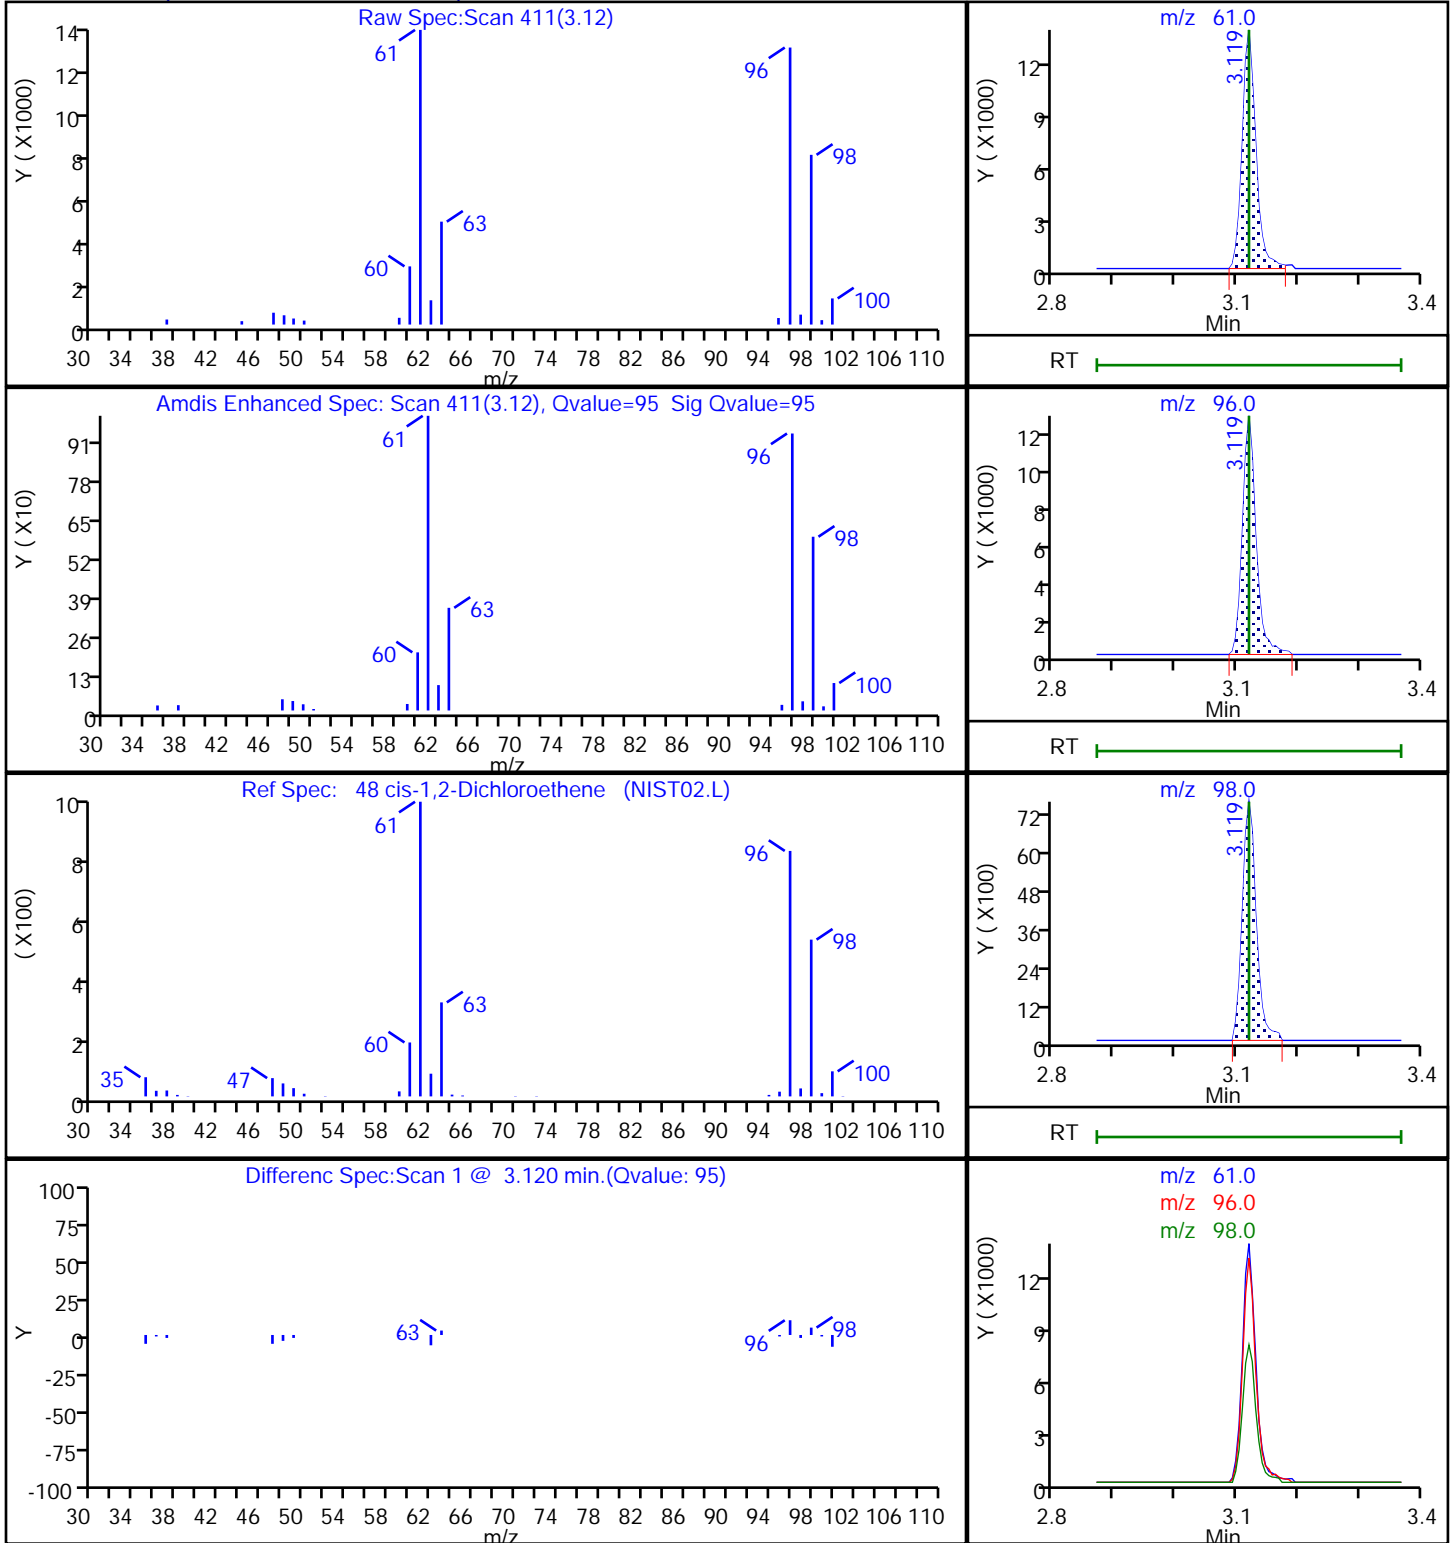 Raw Spec:Scan 411(3.12)
Y ( X1000)
14
12
10
8
6
4
2
0
61
96
98
63
60
100
30 34 38 42 46 50 54 58 62 66 70 74 78 82 86 90 94 98 102 106 110
m/z
m/z 61.0
Y ( X1000)
12
9
6
3
0
3.119
2.8 3.1 3.4
Min
RT
Amdis Enhanced Spec: Scan 411(3.12), Qvalue=95 Sig Qvalue=95
Y ( X10)
91
78
65
52
39
26
13
0
61
96
98
63
60
100
30 34 38 42 46 50 54 58 62 66 70 74 78 82 86 90 94 98 102 106 110
m/z
m/z 96.0
Y ( X1000)
12
10
8
6
4
2
0
3.119
2.8 3.1 3.4
Min
RT
Ref Spec: 48 cis-1,2-Dichloroethene (NIST02.L)
( X100)
10
8
6
4
2
0
61
96
98
63
60
35
47
100
30 34 38 42 46 50 54 58 62 66 70 74 78 82 86 90 94 98 102 106 110
m/z 98.0
Y ( X100)
72
60
48
36
24
12
0
3.119
2.8 3.1 3.4
Min
RT
Differenc Spec:Scan 1 @ 3.120 min.(Qvalue: 95)
Y
100
75
50
25
0
-25
-50
-75
-100
63
96
98
30 34 38 42 46 50 54 58 62 66 70 74 78 82 86 90 94 98 102 106 110
m/z
m/z 61.0
m/z 96.0
m/z 98.0
Y ( X1000)
12
9
6
3
0
2.8 3.1 3.4
Min